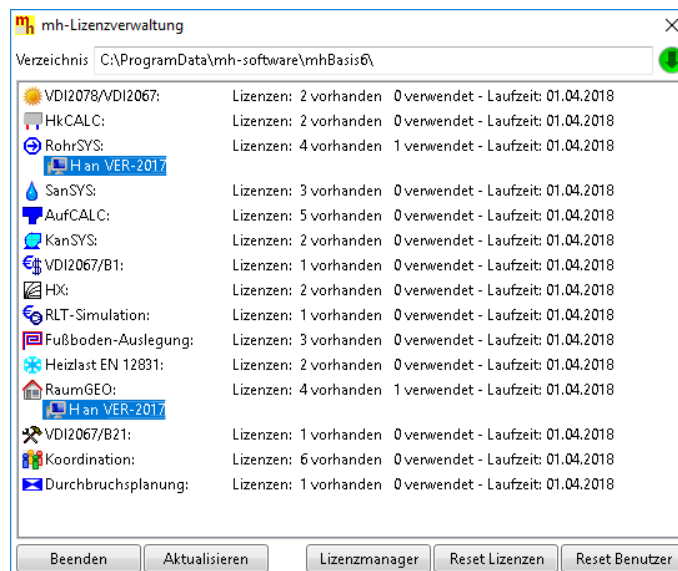 mh mh-Lizenzverwaltung
Verzeichnis C:\ProgramData\mh-software\mhBasis6\
VDI2078/VDI2067: Lizenzen: 2 vorhanden 0 verwendet - Laufzeit: 01.04.2018
HkCALC: Lizenzen: 2 vorhanden 0 verwendet - Laufzeit: 01.04.2018
RohrSYS: Lizenzen: 4 vorhanden 1 verwendet - Laufzeit: 01.04.2018
H an VER-2017
SanSYS: Lizenzen: 3 vorhanden 0 verwendet - Laufzeit: 01.04.2018
AufCALC: Lizenzen: 5 vorhanden 0 verwendet - Laufzeit: 01.04.2018
KanSYS: Lizenzen: 2 vorhanden 0 verwendet - Laufzeit: 01.04.2018
€$ VDI2067/B1: Lizenzen: 1 vorhanden 0 verwendet - Laufzeit: 01.04.2018
HX: Lizenzen: 2 vorhanden 0 verwendet - Laufzeit: 01.04.2018
RLT-Simulation: Lizenzen: 1 vorhanden 0 verwendet - Laufzeit: 01.04.2018
Fußboden-Auslegung: Lizenzen: 3 vorhanden 0 verwendet - Laufzeit: 01.04.2018
Heizlast EN 12831: Lizenzen: 2 vorhanden 0 verwendet - Laufzeit: 01.04.2018
RaumGEO: Lizenzen: 4 vorhanden 1 verwendet - Laufzeit: 01.04.2018
H an VER-2017
VDI2067/B21: Lizenzen: 1 vorhanden 0 verwendet - Laufzeit: 01.04.2018
Koordination: Lizenzen: 6 vorhanden 0 verwendet - Laufzeit: 01.04.2018
Durchbruchsplanung: Lizenzen: 1 vorhanden 0 verwendet - Laufzeit: 01.04.2018
Beenden Aktualisieren Lizenzmanager Reset Lizenzen Reset Benutzer